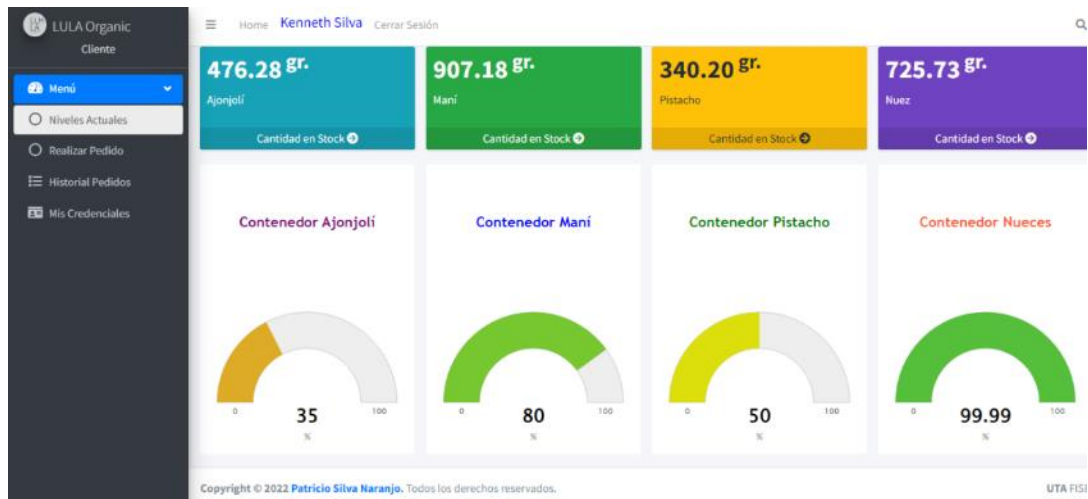 LULA Organic
Cliente
Menú
Niveles Actuales
Realizar Pedido
Historial Pedidos
Mis Credenciales
Home Kenneth Silva Cerrar Sesión
476.28 gr.
Ajonjolí
Cantidad en Stock
907.18 gr.
Maní
Cantidad en Stock
340.20 gr.
Pistacho
Cantidad en Stock
725.73 gr.
Nuez
Cantidad en Stock
Contenedor Ajonjolí
0 35 100
%
Contenedor Maní
0 80 100
%
Contenedor Pistacho
0 50 100
%
Contenedor Nueces
0 99.99 100
%
Copyright © 2022 Patricio Silva Naranjo. Todos los derechos reservados.
UTA